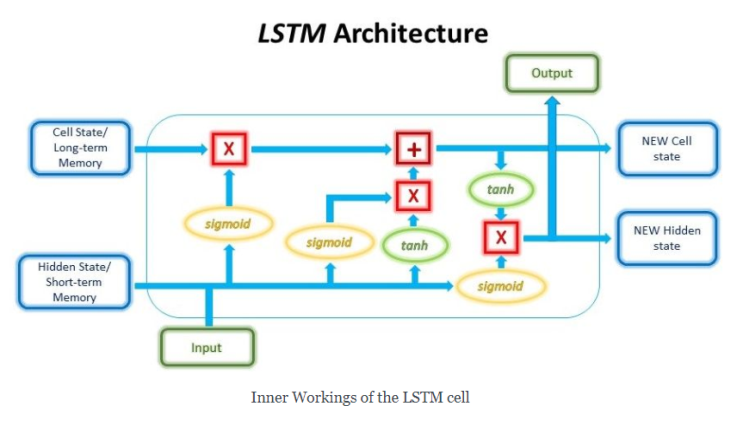 LSTM Architecture
Output
Cell State/
Long-term
Memory
X
+
NEW Cell
state
tanh
X
sigmoid
sigmoid
tanh
X
NEW Hidden
state
Hidden State/
Short-term
Memory
sigmoid
Input
Inner Workings of the LSTM cell